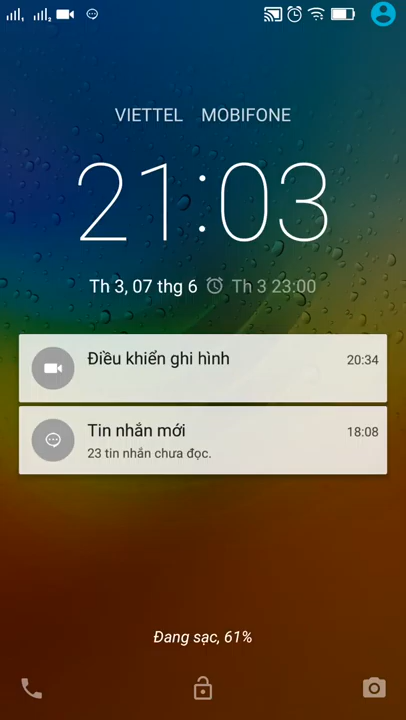 VIETTEL MOBIFONE
21:03
Th 3, 07 thg 6 Th 3 23:00
Điều khiển ghi hình 20:34
Tin nhắn mới 18:08
23 tin nhắn chưa đọc.
Đang sạc, 61%